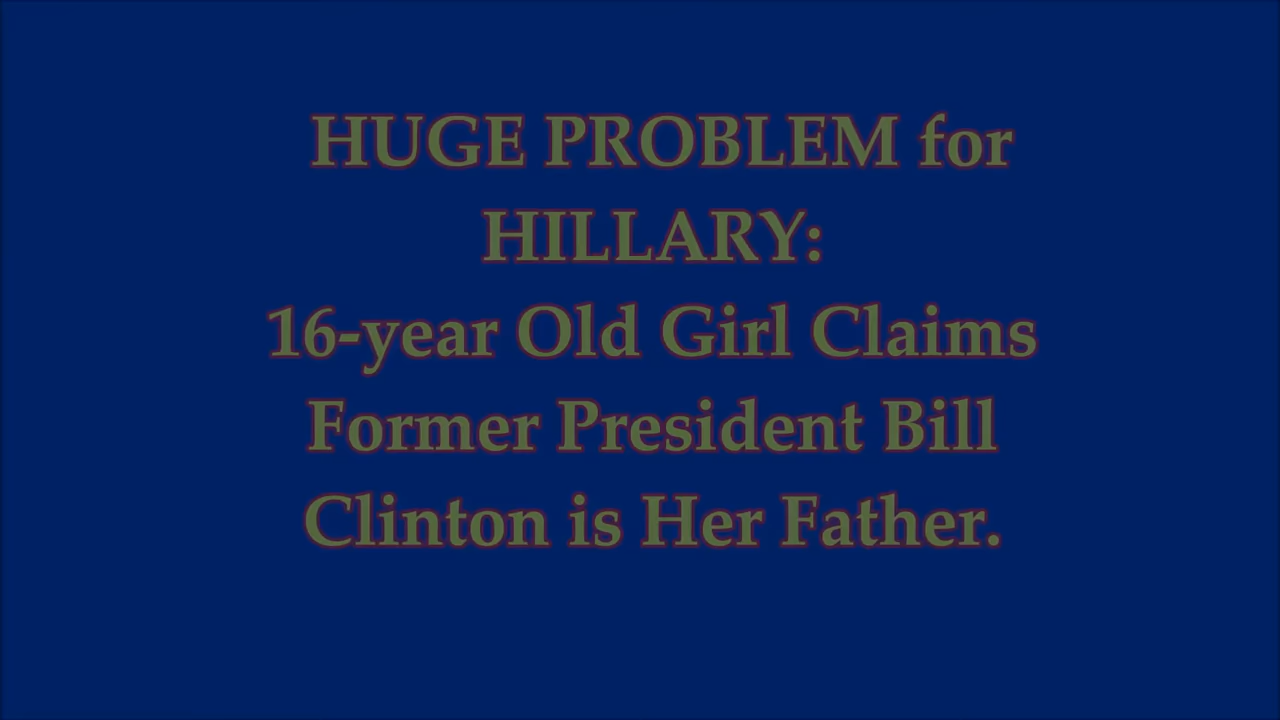 HUGE PROBLEM for
HILLARY:
16-year Old Girl Claims
Former President Bill
Clinton is Her Father.